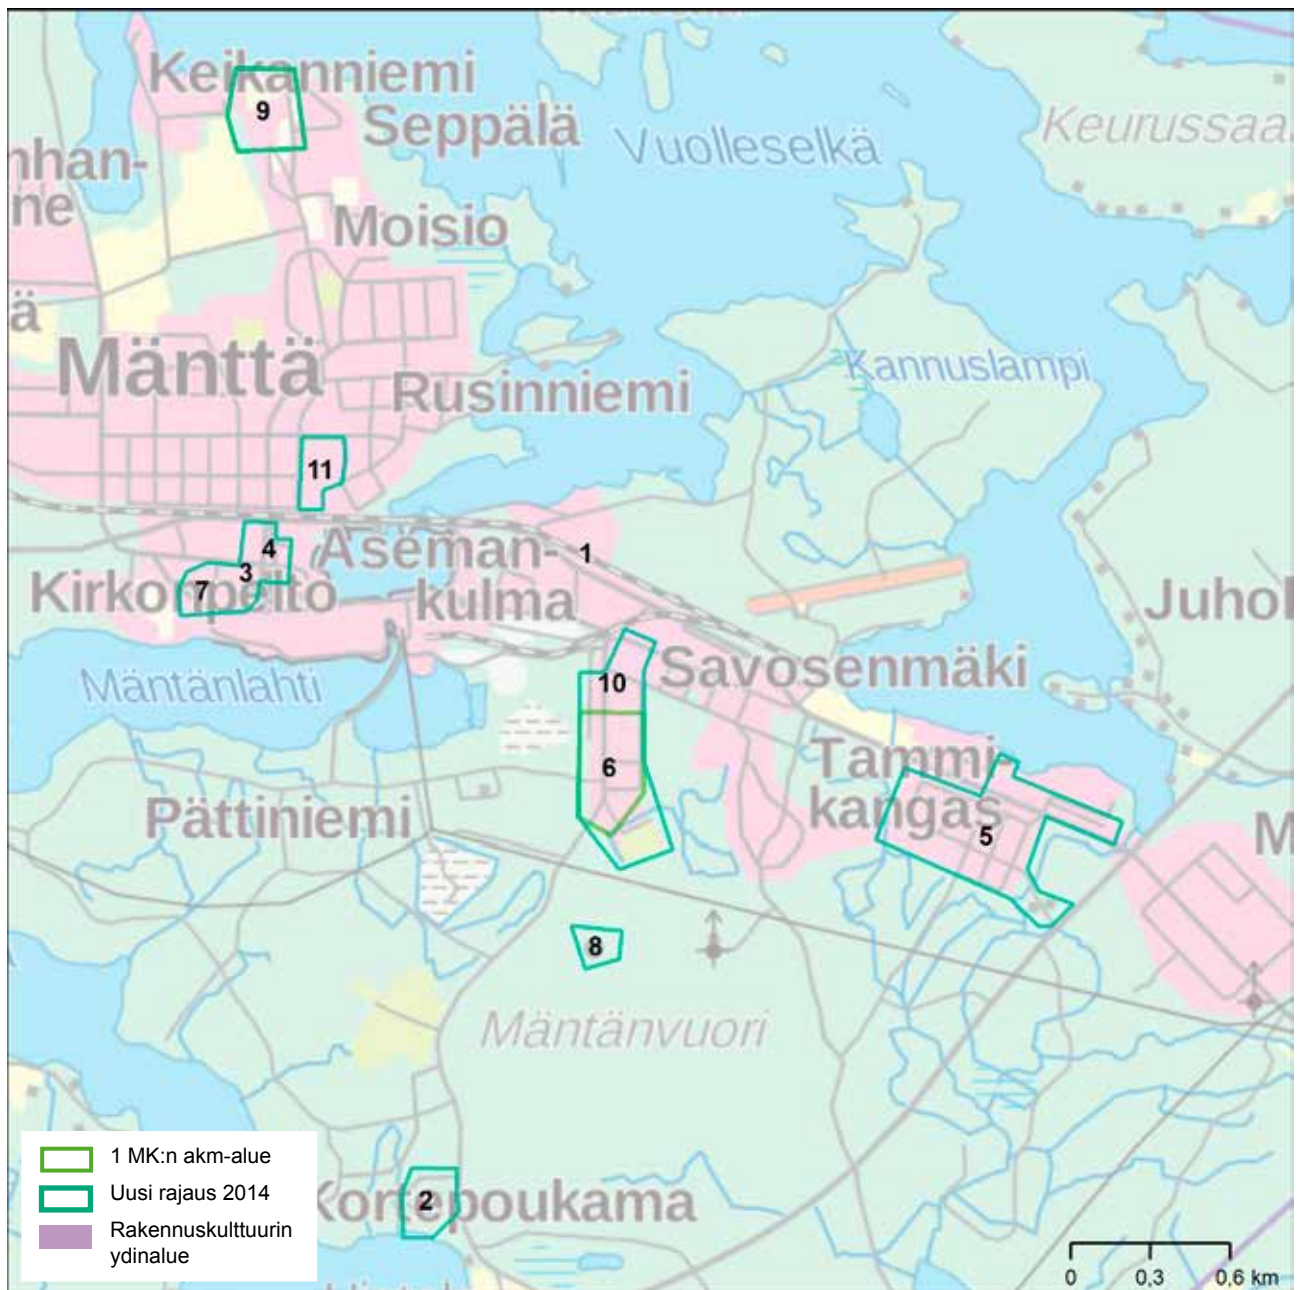 Keikanniemi
9
Seppälä
Vuolleselkä
Keurussaa
nhan-
ne
Moisio
ä
Mänttä
Kannuslampi
Rusinniemi
11
4
Aseman-
kulma
1
3
7
Kirkonpelto
Juhol
Mäntänlahti
10
Savosenmäki
6
Tammi
kangas
5
Pättiniemi
M
8
Mäntänvuori
2
Kortepoukama
1 MK:n akm-alue
Uusi rajaus 2014
Rakennuskulttuurin
ydinalue
0 0,3 0,6 km